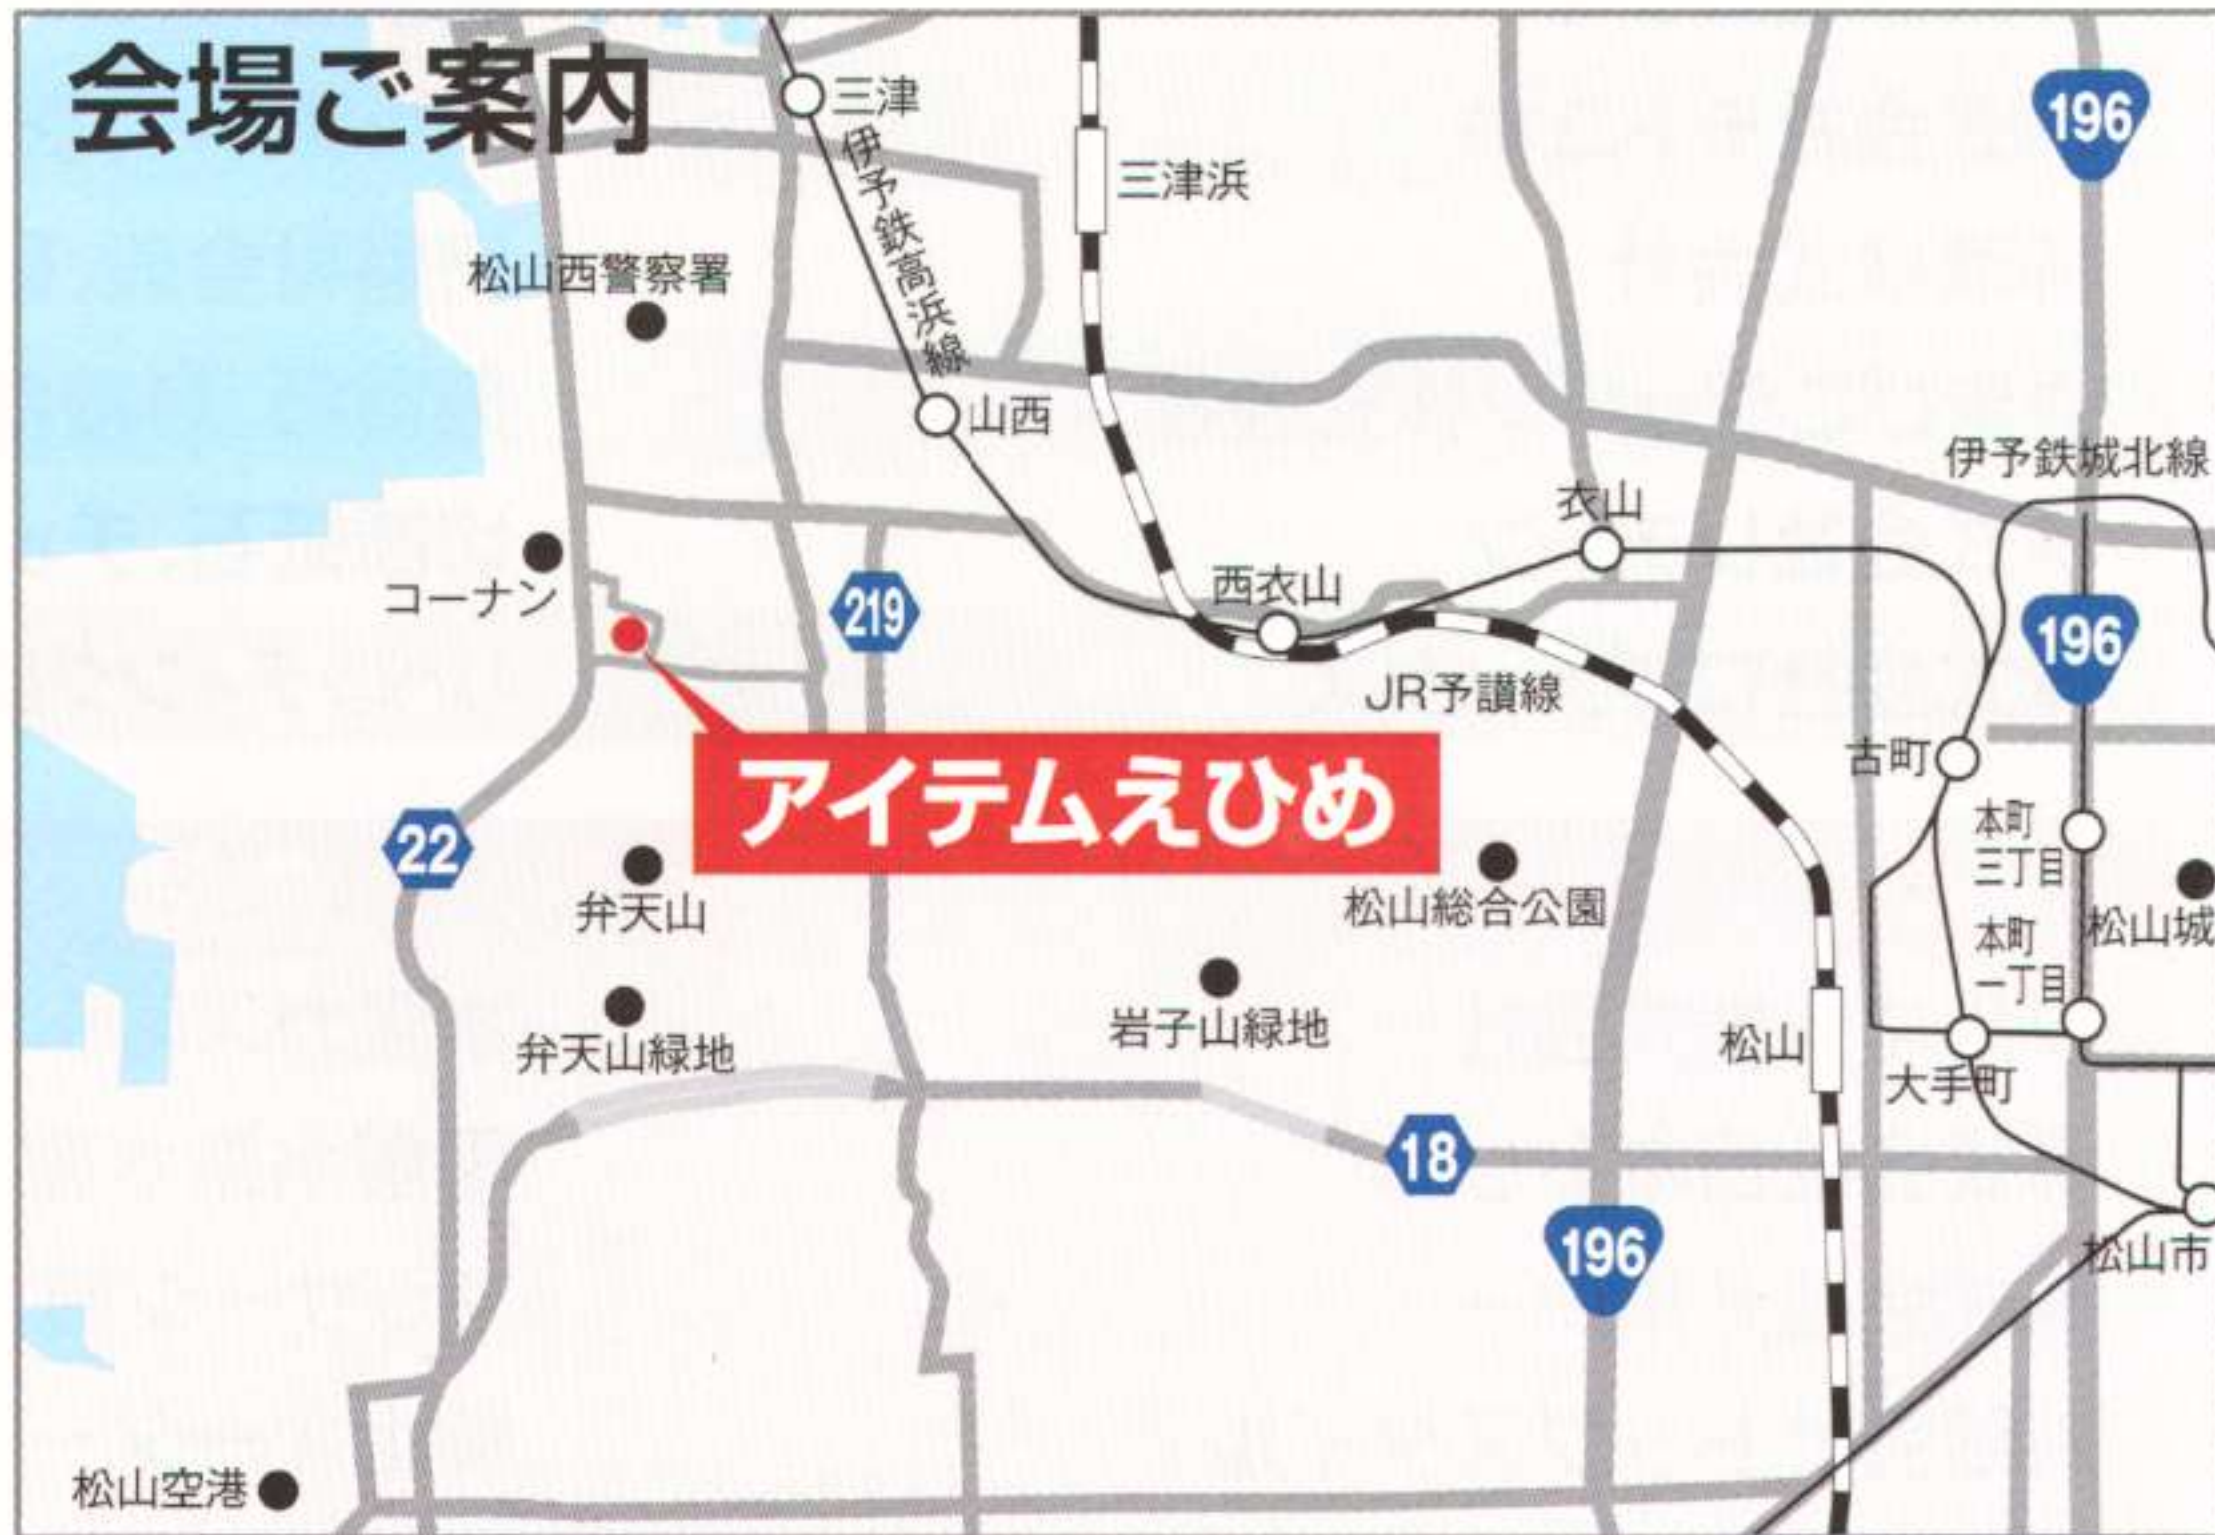 会場ご案内
三津
伊予鉄高浜線
三津浜
196
松山西警察署
山西
伊予鉄城北線
衣山
コーナン
西衣山
219
196
JR予讃線
アイテムえひめ
古町
22
本町
三丁目
弁天山
松山総合公園
松山城
本町
一丁目
弁天山緑地
岩子山緑地
松山
大手町
18
196
松山市
松山空港